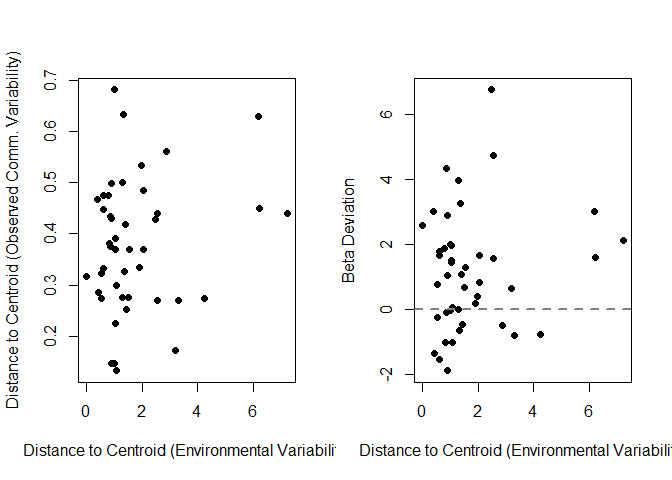 Distance to Centroid (Observed Comm. Variability)
0.7
0.6
0.5
0.4
0.3
0.2
0 2 4 6
Distance to Centroid (Environmental Variabili
Beta Deviation
6
4
2
0
-2
0 2 4 6
Distance to Centroid (Environmental Variabil